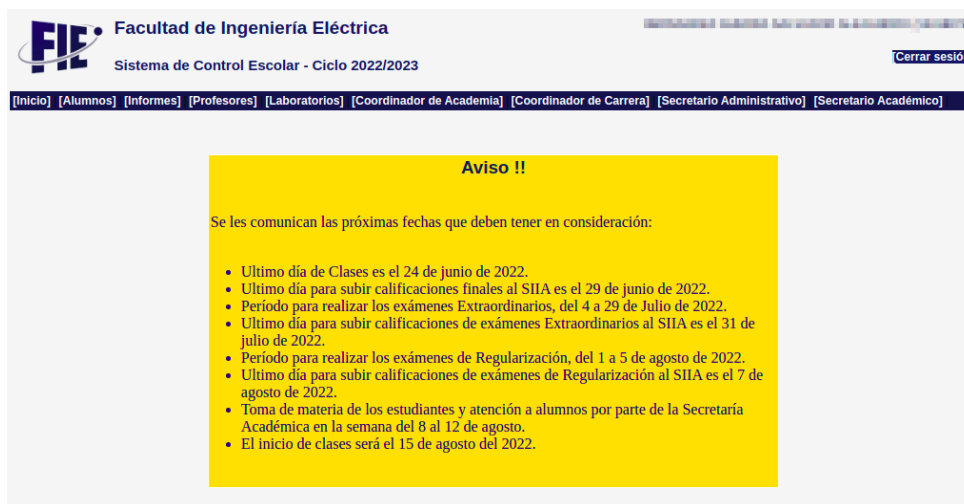 FIE
Facultad de Ingeniería Eléctrica
Sistema de Control Escolar - Ciclo 2022/2023
[Cerrar sesió
[Inicio] [Alumnos] [Informes] [Profesores] [Laboratorios] [Coordinador de Academia] [Coordinador de Carrera] [Secretario Administrativo] [Secretario Académico]
Aviso !!
Se les comunican las próximas fechas que deben tener en consideración:
• Ultimo día de Clases es el 24 de junio de 2022.
• Ultimo día para subir calificaciones finales al SIIA es el 29 de junio de 2022.
• Período para realizar los exámenes Extraordinarios, del 4 a 29 de Julio de 2022.
• Ultimo día para subir calificaciones de exámenes Extraordinarios al SIIA es el 31 de
julio de 2022.
• Período para realizar los exámenes de Regularización, del 1 a 5 de agosto de 2022.
• Ultimo día para subir calificaciones de exámenes de Regularización al SIIA es el 7 de
agosto de 2022.
• Toma de materia de los estudiantes y atención a alumnos por parte de la Secretaría
Académica en la semana del 8 al 12 de agosto.
• El inicio de clases será el 15 de agosto del 2022.